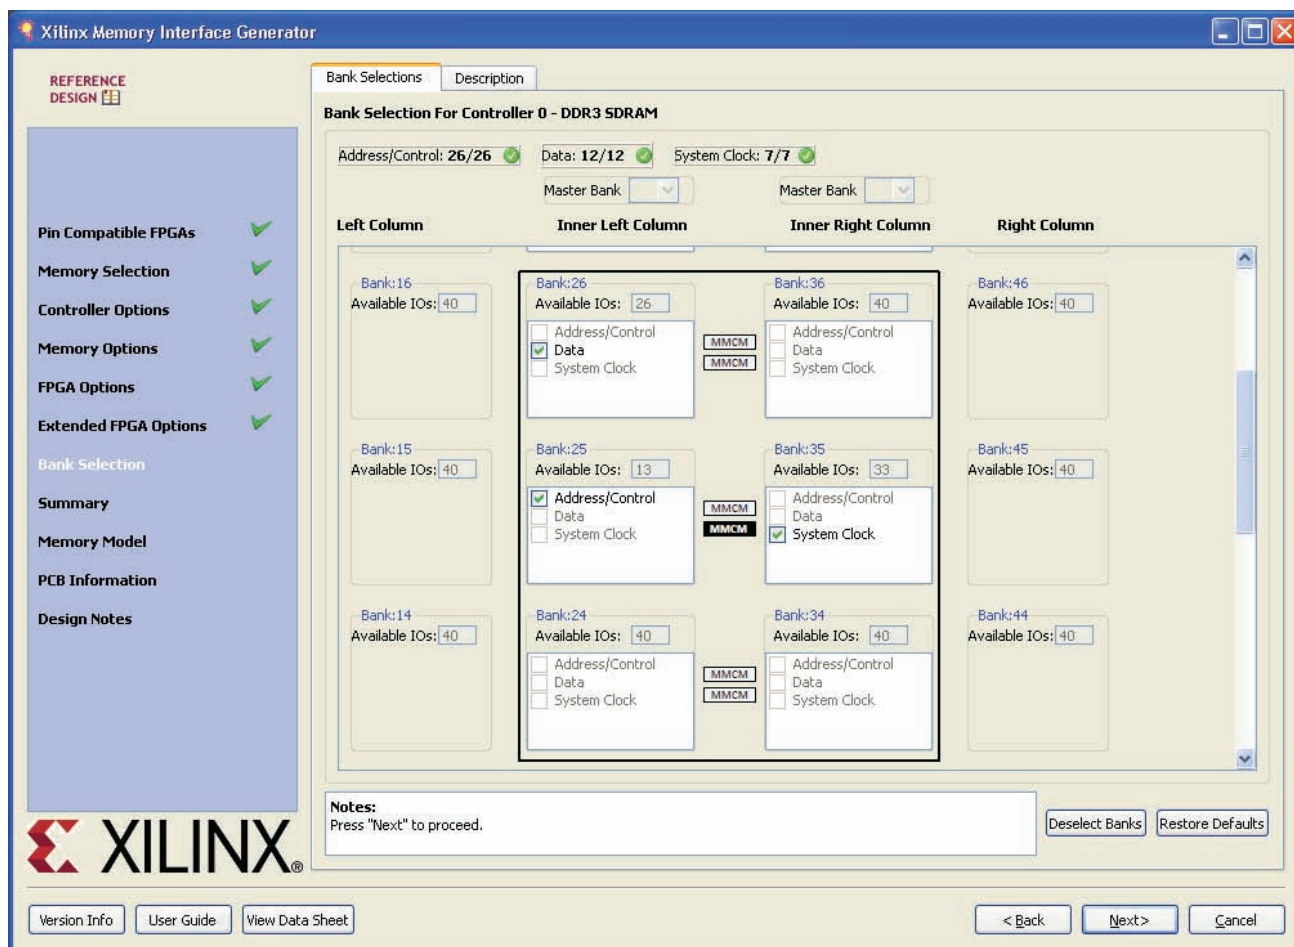 Xilinx Memory Interface Generator
REFERENCE
DESIGN
Pin Compatible FPGAs
Memory Selection
Controller Options
Memory Options
FPGA Options
Extended FPGA Options
Bank Selection
Summary
Memory Model
PCB Information
Design Notes
XILINX®
Bank Selections Description
Bank Selection For Controller 0 - DDR3 SDRAM
Address/Control: 26/26 Data: 12/12 System Clock: 7/7
Master Bank Master Bank
Left Column Inner Left Column Inner Right Column Right Column
Bank:16 Bank:26 Bank:36 Bank:46
Available IOs: 40 Available IOs: 26 Available IOs: 40 Available IOs: 40
Address/Control Address/Control
Data MMCM Data
System Clock MMCM System Clock
Bank:15 Bank:25 Bank:35 Bank:45
Available IOs: 40 Available IOs: 13 Available IOs: 33 Available IOs: 40
Address/Control Address/Control
Data MMCM Data
System Clock MMCM System Clock
Bank:14 Bank:24 Bank:34 Bank:44
Available IOs: 40 Available IOs: 40 Available IOs: 40 Available IOs: 40
Address/Control Address/Control
Data MMCM Data
System Clock MMCM System Clock
Notes:
Press "Next" to proceed.
Deselect Banks Restore Defaults
Version Info User Guide View Data Sheet < Back Next> Cancel